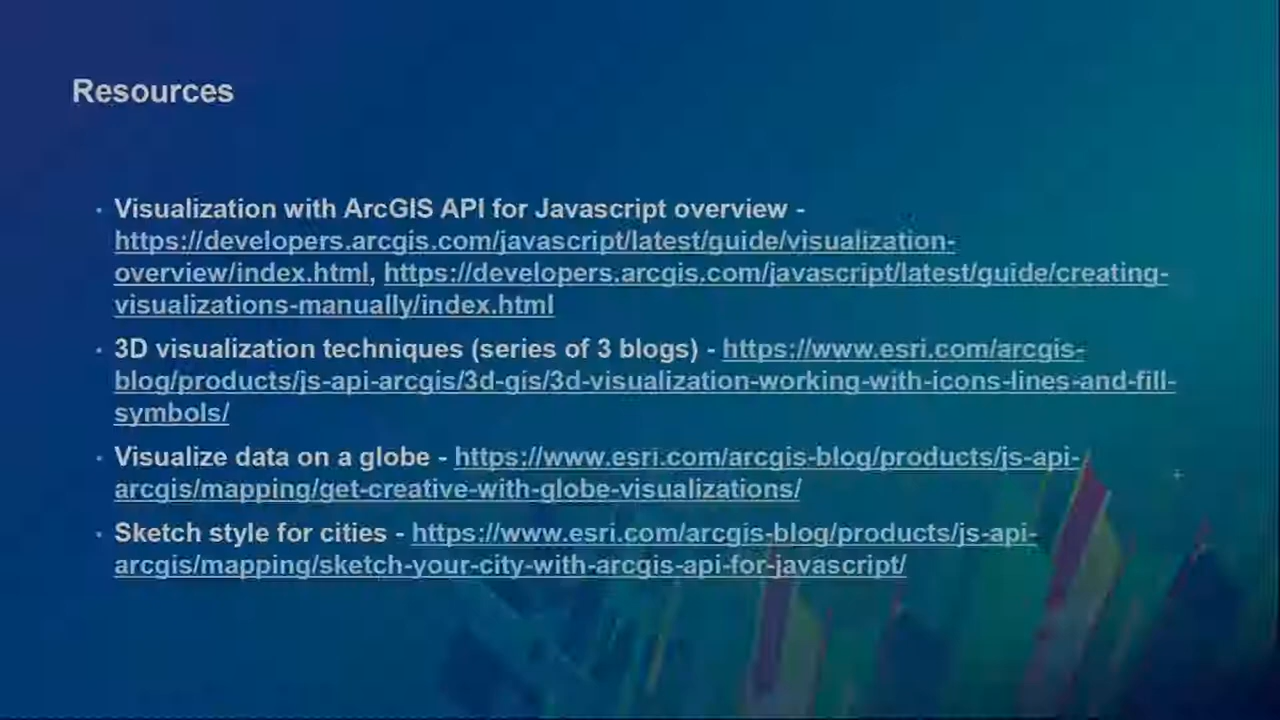 Resources
Visualization with ArcGIS API for Javascript overview -
https://developers.arcgis.com/javascript/latest/guide/visualization-
overview/index.html, https://developers.arcgis.com/javascript/latest/guide/creating-
visualizations-manually/index.html
3D visualization techniques (series of 3 blogs) - https://www.esri.com/arcgis-
blog/products/js-api-arcgis/3d-gis/3d-visualization-working-with-icons-lines-and-fill-
symbols/
Visualize data on a globe - https://www.esri.com/arcgis-blog/products/js-api-
arcgis/mapping/get-creative-with-globe-visualizations/
Sketch style for cities - https://www.esri.com/arcgis-blog/products/js-api-
arcgis/mapping/sketch-your-city-with-arcgis-api-for-javascript/